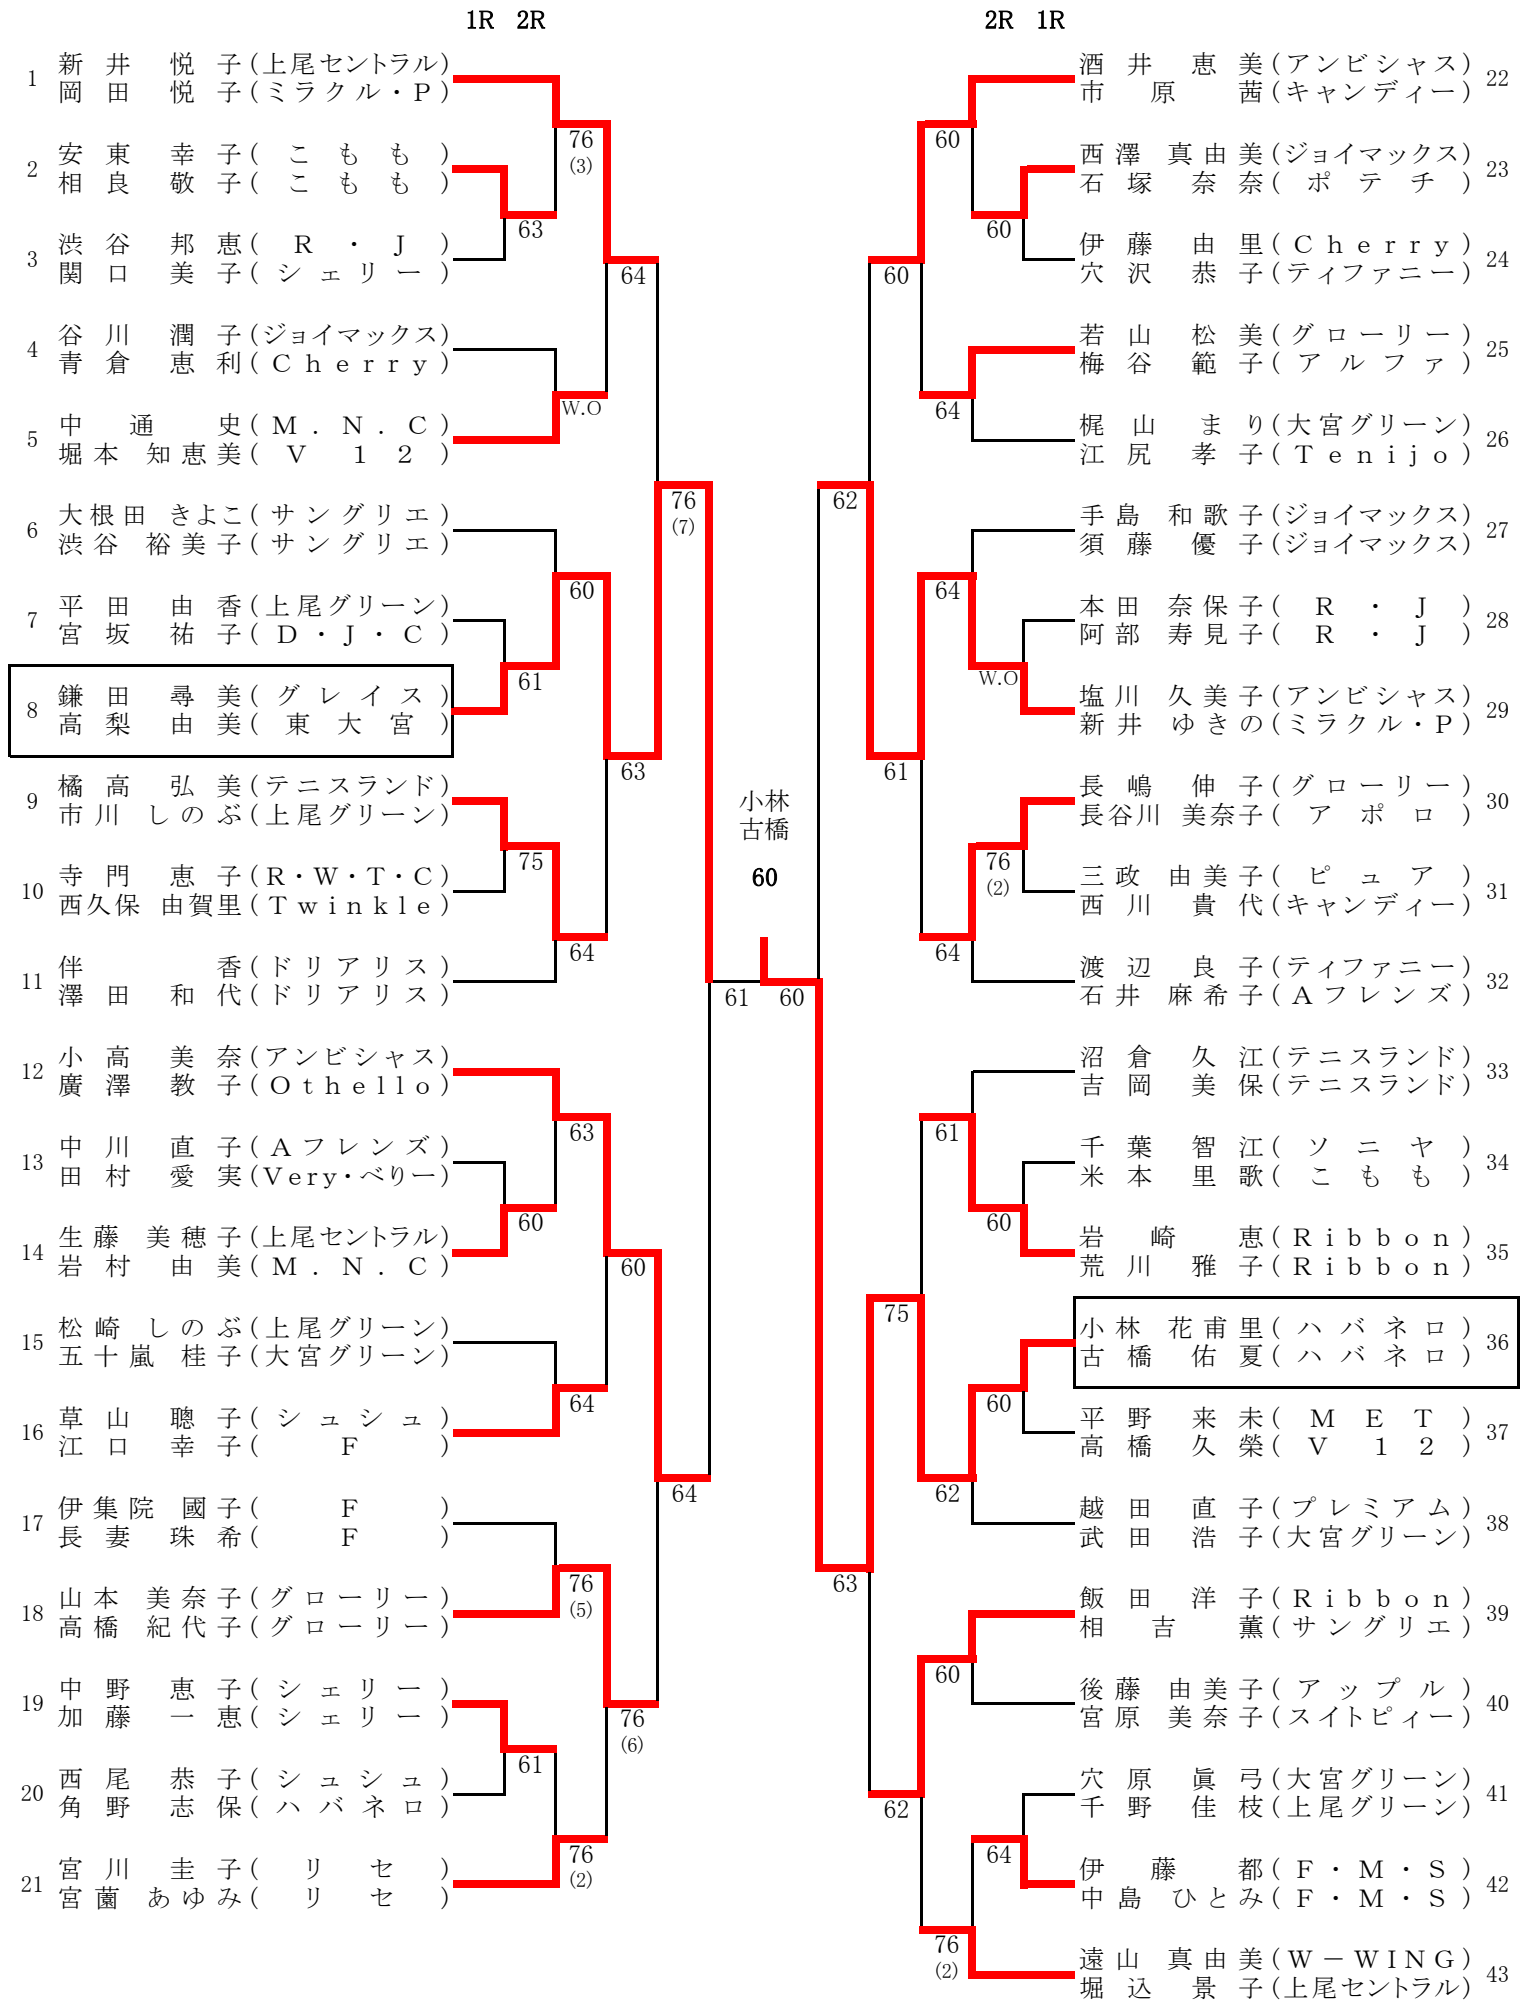 1R 2R
1 新井 悦子(上尾セントラル)
岡田 悦子(ミラクル・P)
76
(3)
2 安東 幸子(こもも)
相良 敬子(こもも)
63
3 渋谷 邦恵(R・J)
関口 美子(シェリー)
64
4 谷川 潤子(ジョイマックス)
青倉 恵利(Cherry)
W.O
5 中 通 史(M.N.C)
堀本 知恵美(V12)
76
(7)
6 大根田 きよこ(サングリエ)
渋谷 裕美子(サングリエ)
60
7 平田 由香(上尾グリーン)
宮坂 祐子(D・J・C)
61
8 鎌田 尋美(グレイス)
高梨 由美(東大宮)
63
9 橘高 弘美(テニスランド)
市川 しのぶ(上尾グリーン)
75
10 寺門 恵子(R・W・T・C)
西久保 由賀里(Twinkle)
64
11 伴 香(ドリアリス)
澤田 和代(ドリアリス)
61
12 小高 美奈(アンビシャス)
廣澤 教子(Othello)
63
13 中川 直子(Aフレンズ)
田村 愛実(Very・べりー)
60
14 生藤 美穂子(上尾セントラル)
岩村 由美(M.N.C)
60
15 松崎 しのぶ(上尾グリーン)
五十嵐 桂子(大宮グリーン)
64
16 草山 聰子(シュシュ)
江口 幸子(F)
64
17 伊集院 國子(F)
長妻 珠希(F)
76
(5)
18 山本 美奈子(グローリー)
高橋 紀代子(グローリー)
19 中野 恵子(シェリー)
加藤 一恵(シェリー)
76
(6)
61
20 西尾 恭子(シュシュ)
角野 志保(ハバネロ)
76
(2)
21 宮川 圭子(リセ)
宮薗 あゆみ(リセ)
小林
古橋
60
60
2R 1R
酒井 恵美(アンビシャス) 22
市原 茜(キャンディー)
60
西澤 真由美(ジョイマックス) 23
石塚 奈奈(ポテチ)
60
伊藤 由里(Cherry) 24
穴沢 恭子(ティファニー)
60
若山 松美(グローリー) 25
梅谷 範子(アルファ)
64
梶山 まり(大宮グリーン) 26
江尻 孝子(Tenijo)
62
手島 和歌子(ジョイマックス) 27
須藤 優子(ジョイマックス)
64
本田 奈保子(R・J) 28
阿部 寿見子(R・J)
W.O
塩川 久美子(アンビシャス) 29
新井 ゆきの(ミラクル・P)
61
長嶋 伸子(グローリー) 30
長谷川 美奈子(アポロ)
76
(2)
三政 由美子(ピュア) 31
西川 貴代(キャンディー)
64
渡辺 良子(ティファニー) 32
石井 麻希子(Aフレンズ)
沼倉 久江(テニスランド) 33
吉岡 美保(テニスランド)
61
千葉 智江(ソニヤ) 34
米本 里歌(こもも)
60
岩崎 恵(Ribbon) 35
荒川 雅子(Ribbon)
75
小林 花甫里(ハバネロ) 36
古橋 佑夏(ハバネロ)
60
平野 来未(MET) 37
高橋 久榮(V12)
62
越田 直子(プレミアム) 38
武田 浩子(大宮グリーン)
63
飯田 洋子(Ribbon) 39
相吉 薫(サングリエ)
60
後藤 由美子(アップル) 40
宮原 美奈子(スイトピィー)
62
穴原 眞弓(大宮グリーン) 41
千野 佳枝(上尾グリーン)
64
伊藤 都(F・M・S) 42
中島 ひとみ(F・M・S)
76
(2)
遠山 真由美(W－WING) 43
堀込 景子(上尾セントラル)